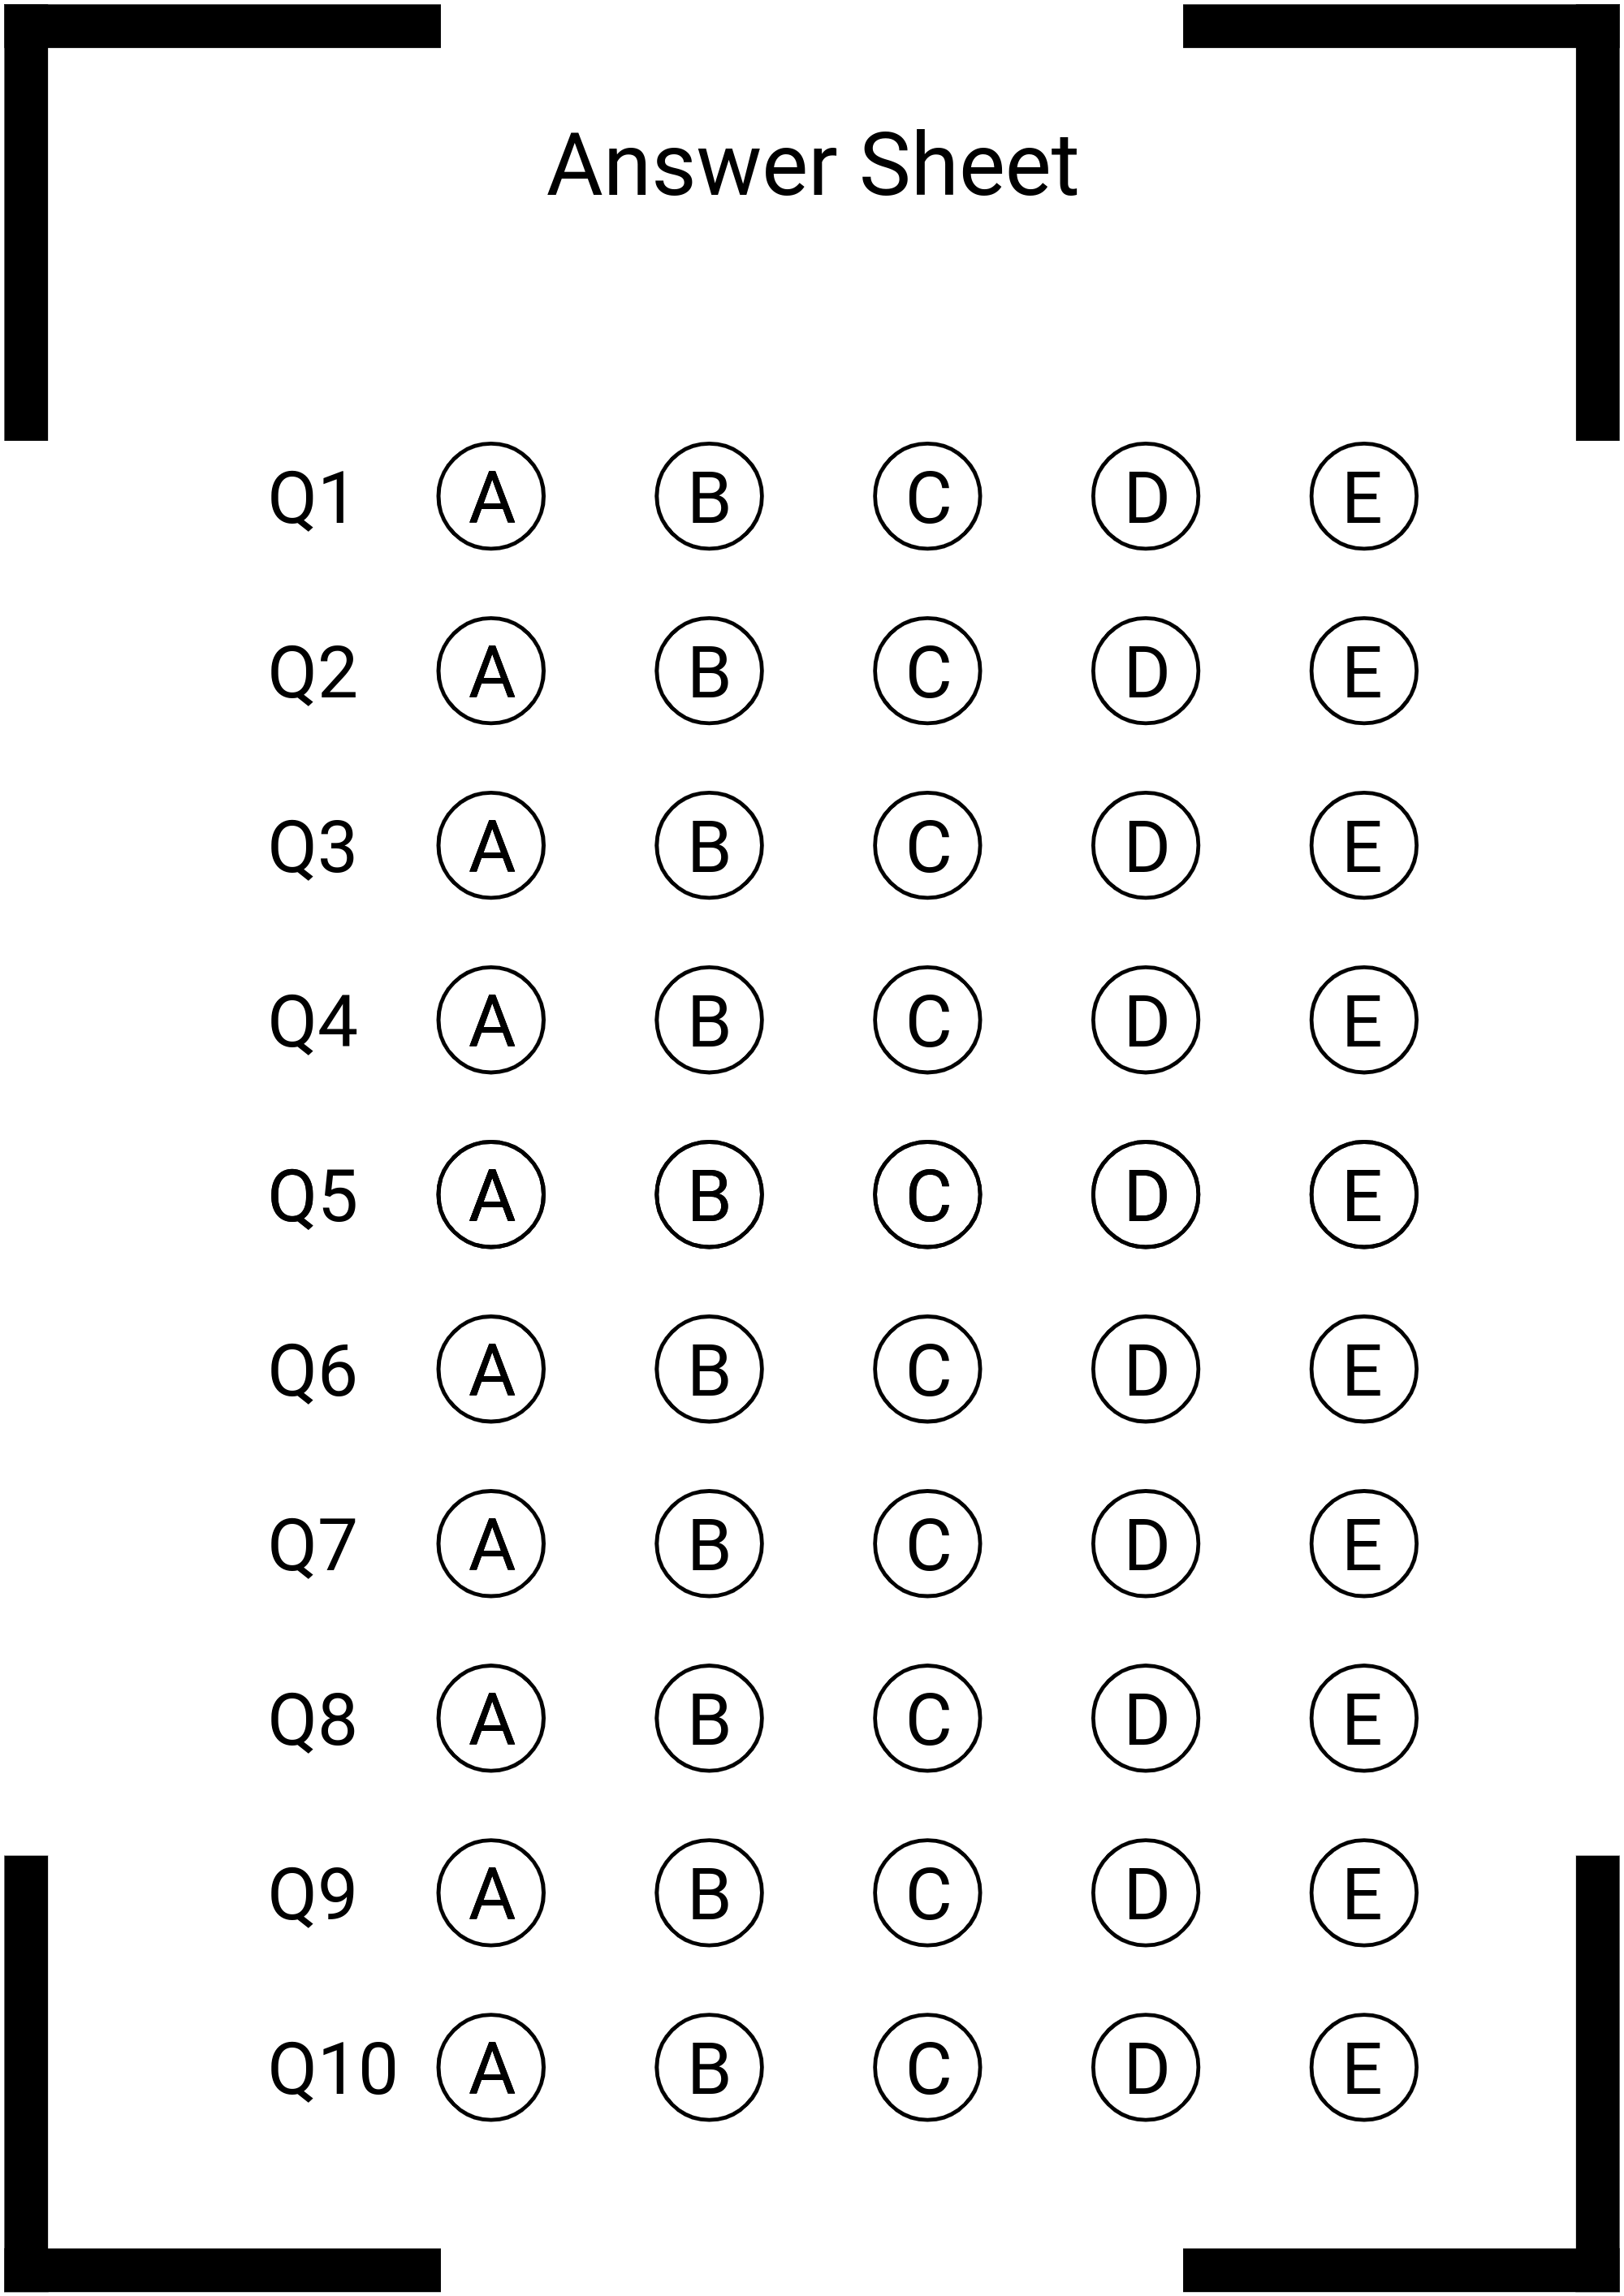 Answer Sheet
Q1 A B C D E
Q2 A B C D E
Q3 A B C D E
Q4 A B C D E
Q5 A B C D E
Q6 A B C D E
Q7 A B C D E
Q8 A B C D E
Q9 A B C D E
Q10 A B C D E